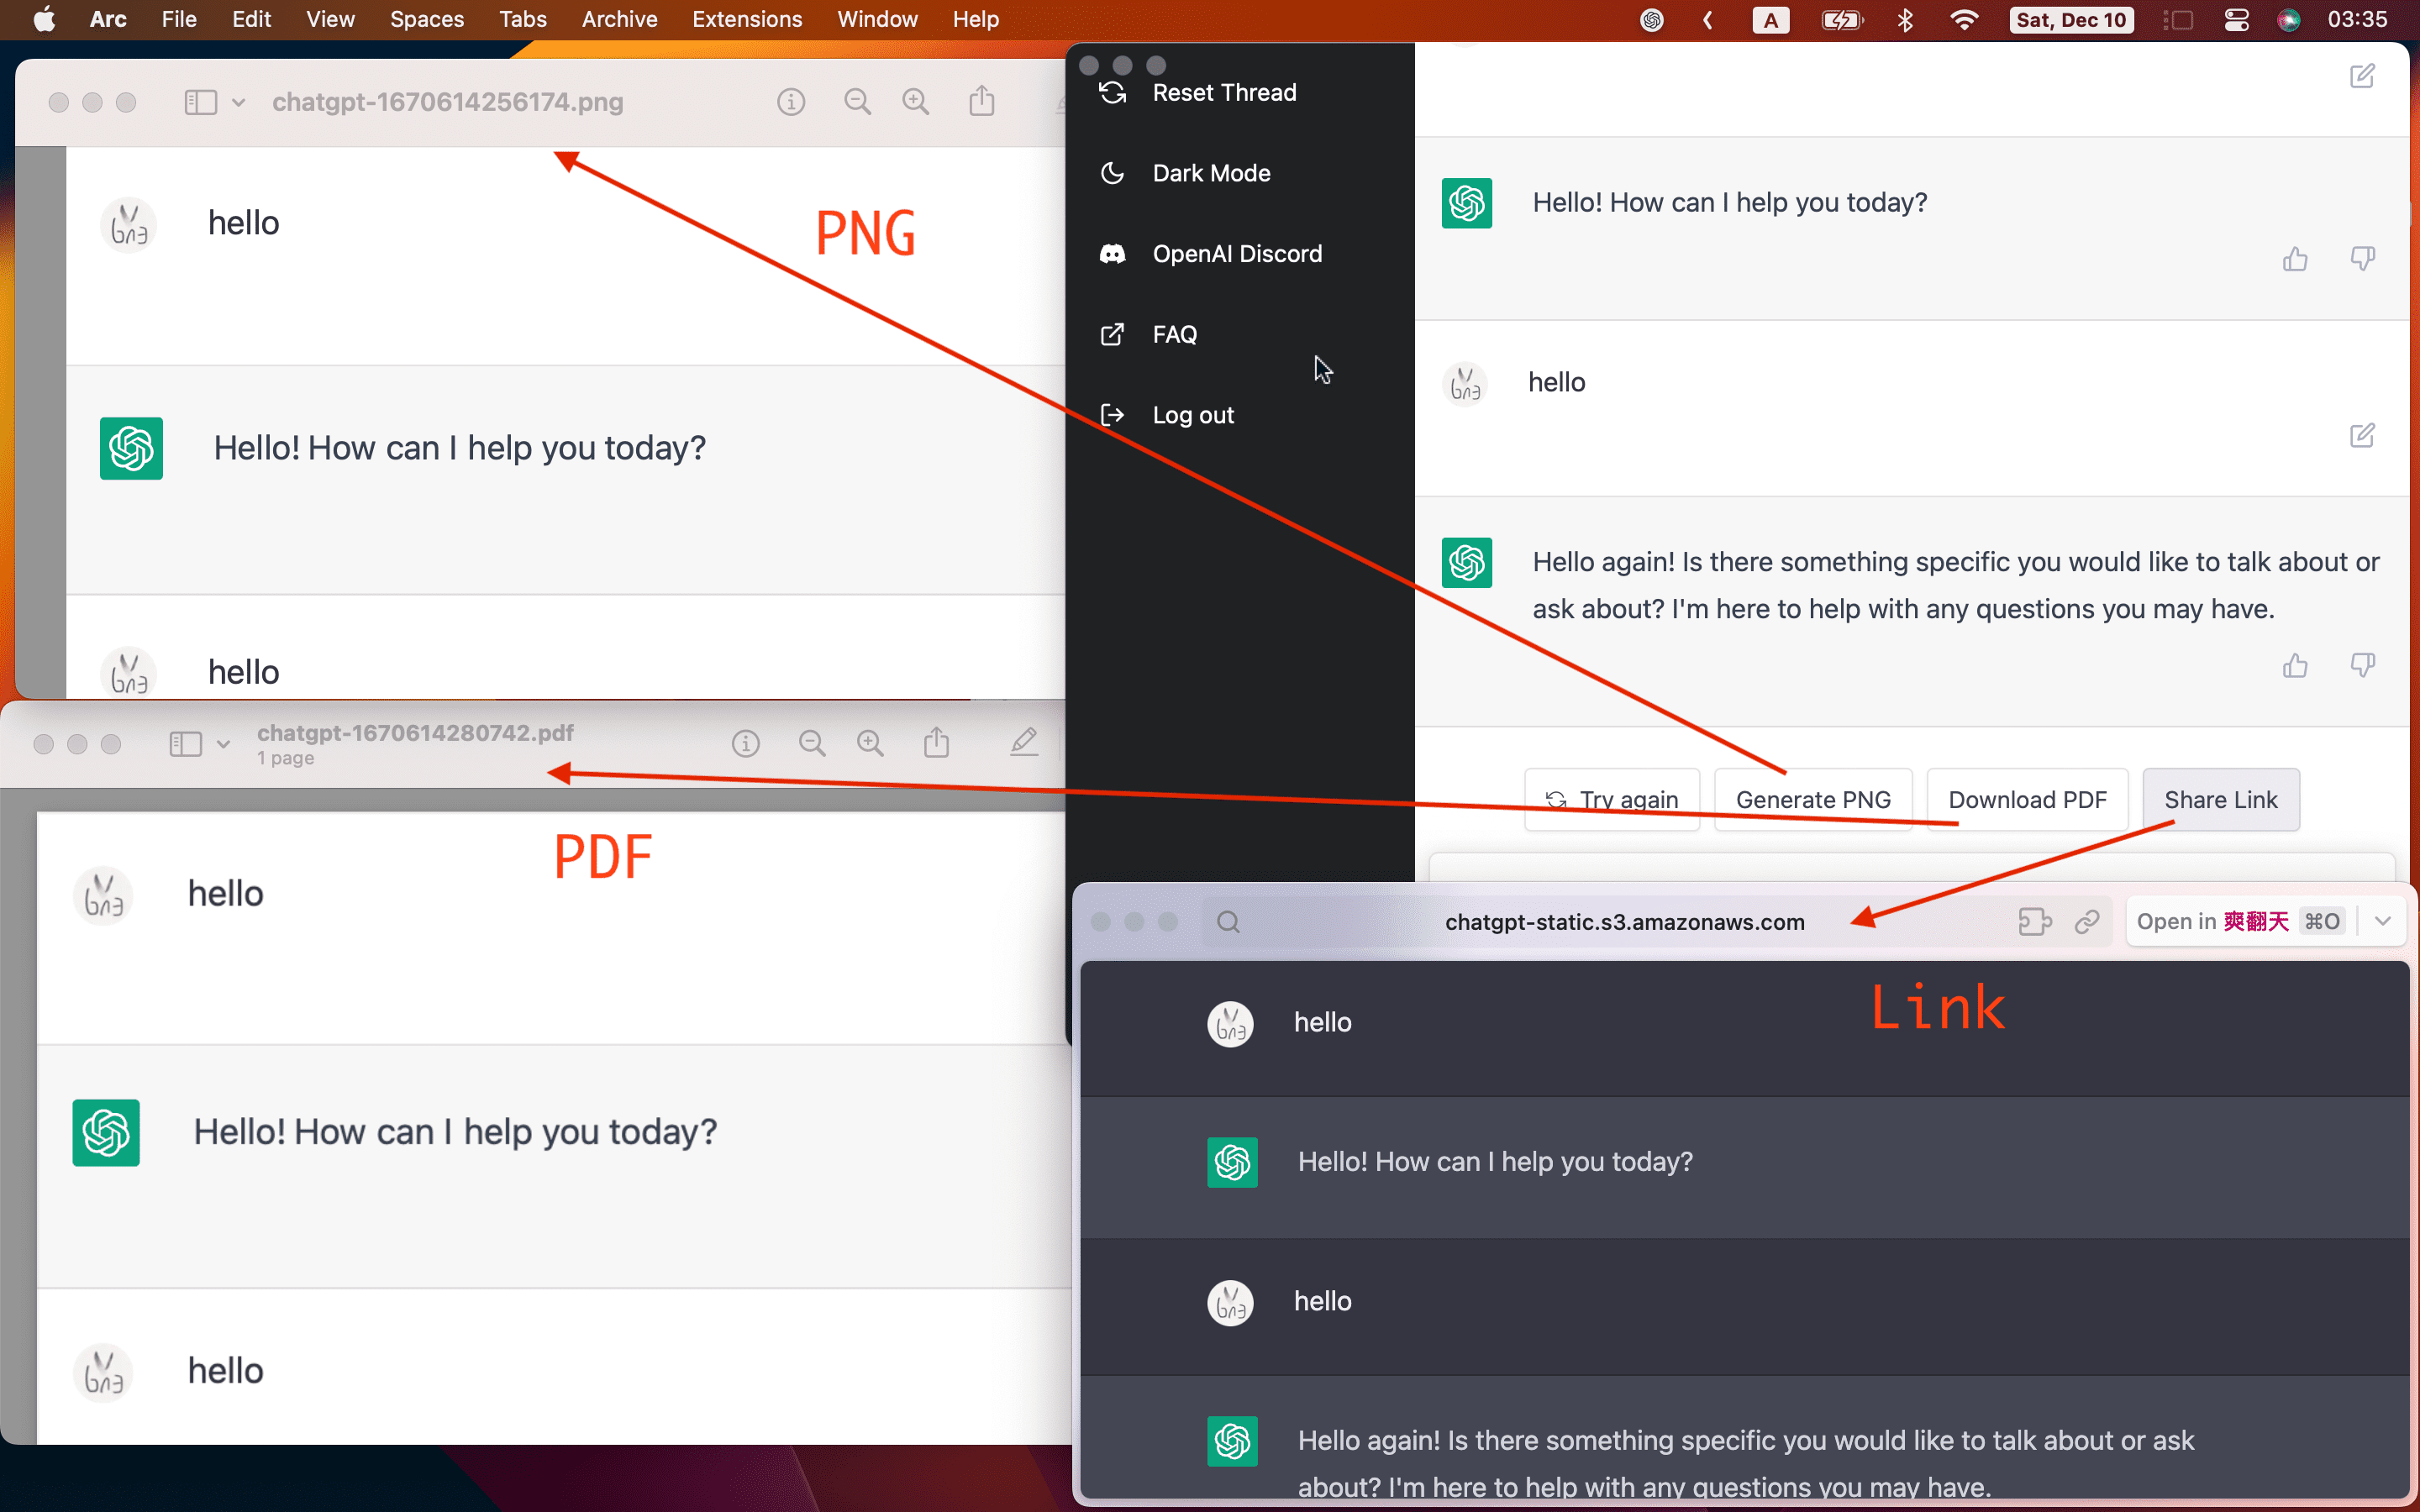 Arc File Edit View Spaces Tabs Archive Extensions Window Help
A Sat, Dec 10 03:35
chatgpt-1670614256174.png
hello
PNG
Hello! How can I help you today?
hello
Reset Thread
Dark Mode
OpenAI Discord
FAQ
Log out
Hello! How can I help you today?
hello
Hello again! Is there something specific you would like to talk about or
ask about? I'm here to help with any questions you may have.
Try again
Generate PNG
Download PDF
Share Link
chatgpt-1670614280742.pdf
1 page
PDF
hello
Hello! How can I help you today?
hello
chatgpt-static.s3.amazonaws.com
Open in 爽翻天 ⌘O
Link
hello
Hello! How can I help you today?
hello
Hello again! Is there something specific you would like to talk about or ask
about? I'm here to help with any questions you may have.